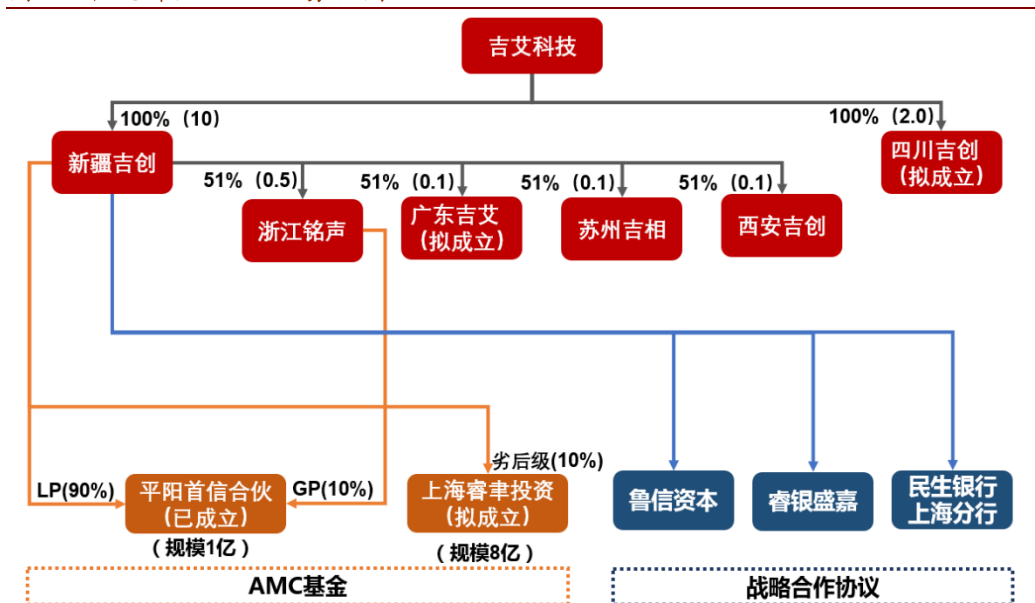 吉艾科技
100% (10)
100% (2.0)
新疆吉创
四川吉创
(拟成立)
51% (0.5)
51% (0.1)
51% (0.1)
51% (0.1)
浙江铭声
广东吉艾
(拟成立)
苏州吉相
西安吉创
劣后级(10%)
LP(90%)
平阳首信合伙
(已成立)
GP(10%)
上海睿聿投资
(拟成立)
鲁信资本
睿银盛嘉
民生银行
上海分行
(规模1亿)
(规模8亿)
AMC基金
战略合作协议